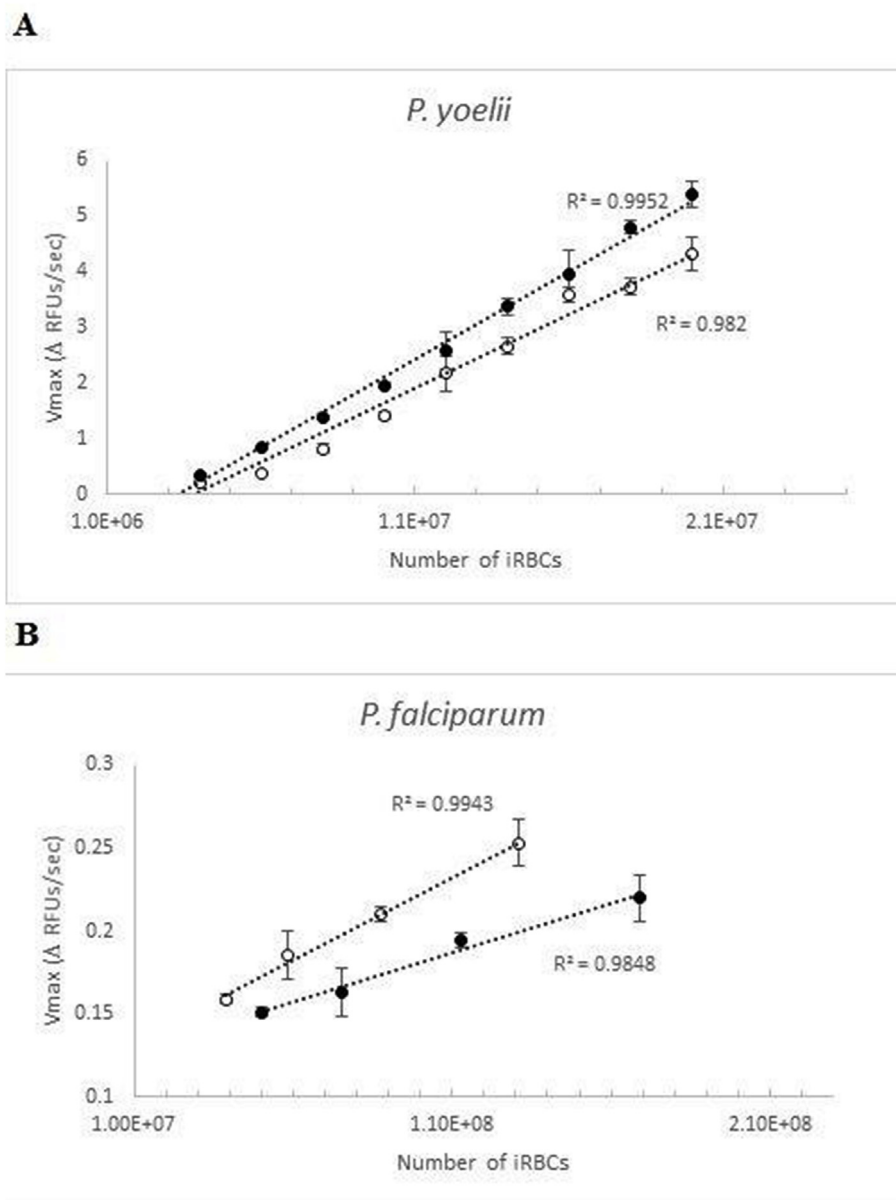 A
P. yoelii
6
5
4
3
2
1
0
Vmax (Δ RFUs/sec)
R² = 0.9952
R² = 0.982
1.0E+06 1.1E+07 2.1E+07
Number of iRBCs
B
P. falciparum
0.3
0.25
0.2
0.15
0.1
Vmax (Δ RFUs/sec)
R² = 0.9943
R² = 0.9848
1.00E+07 1.10E+08 2.10E+08
Number of iRBCs